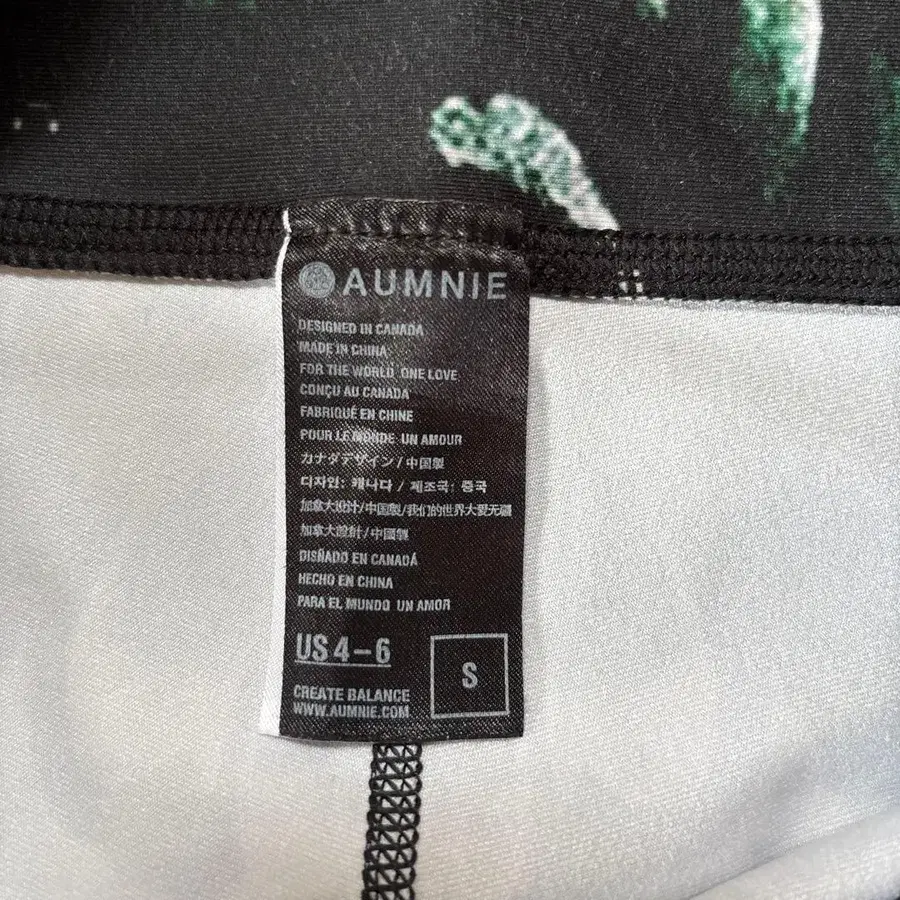 AUMNIE
DESIGNED IN CANADA
MADE IN CHINA
FOR THE WORLD ONE LOVE
CONÇU AU CANADA
FABRIQUÉ EN CHINE
POUR LE MONDE UN AMOUR
カナダデザイン/中国製
디자인: 캐나다 / 제조국: 중국
加拿大设计/中国製/我们的世界大愛无疆
加拿大設計/中國製
DISÑADO EN CANADÁ
HECHO EN CHINA
PARA EL MUNDO UN AMOR
US 4-6
S
CREATE BALANCE
WWW.AUMNIE.COM